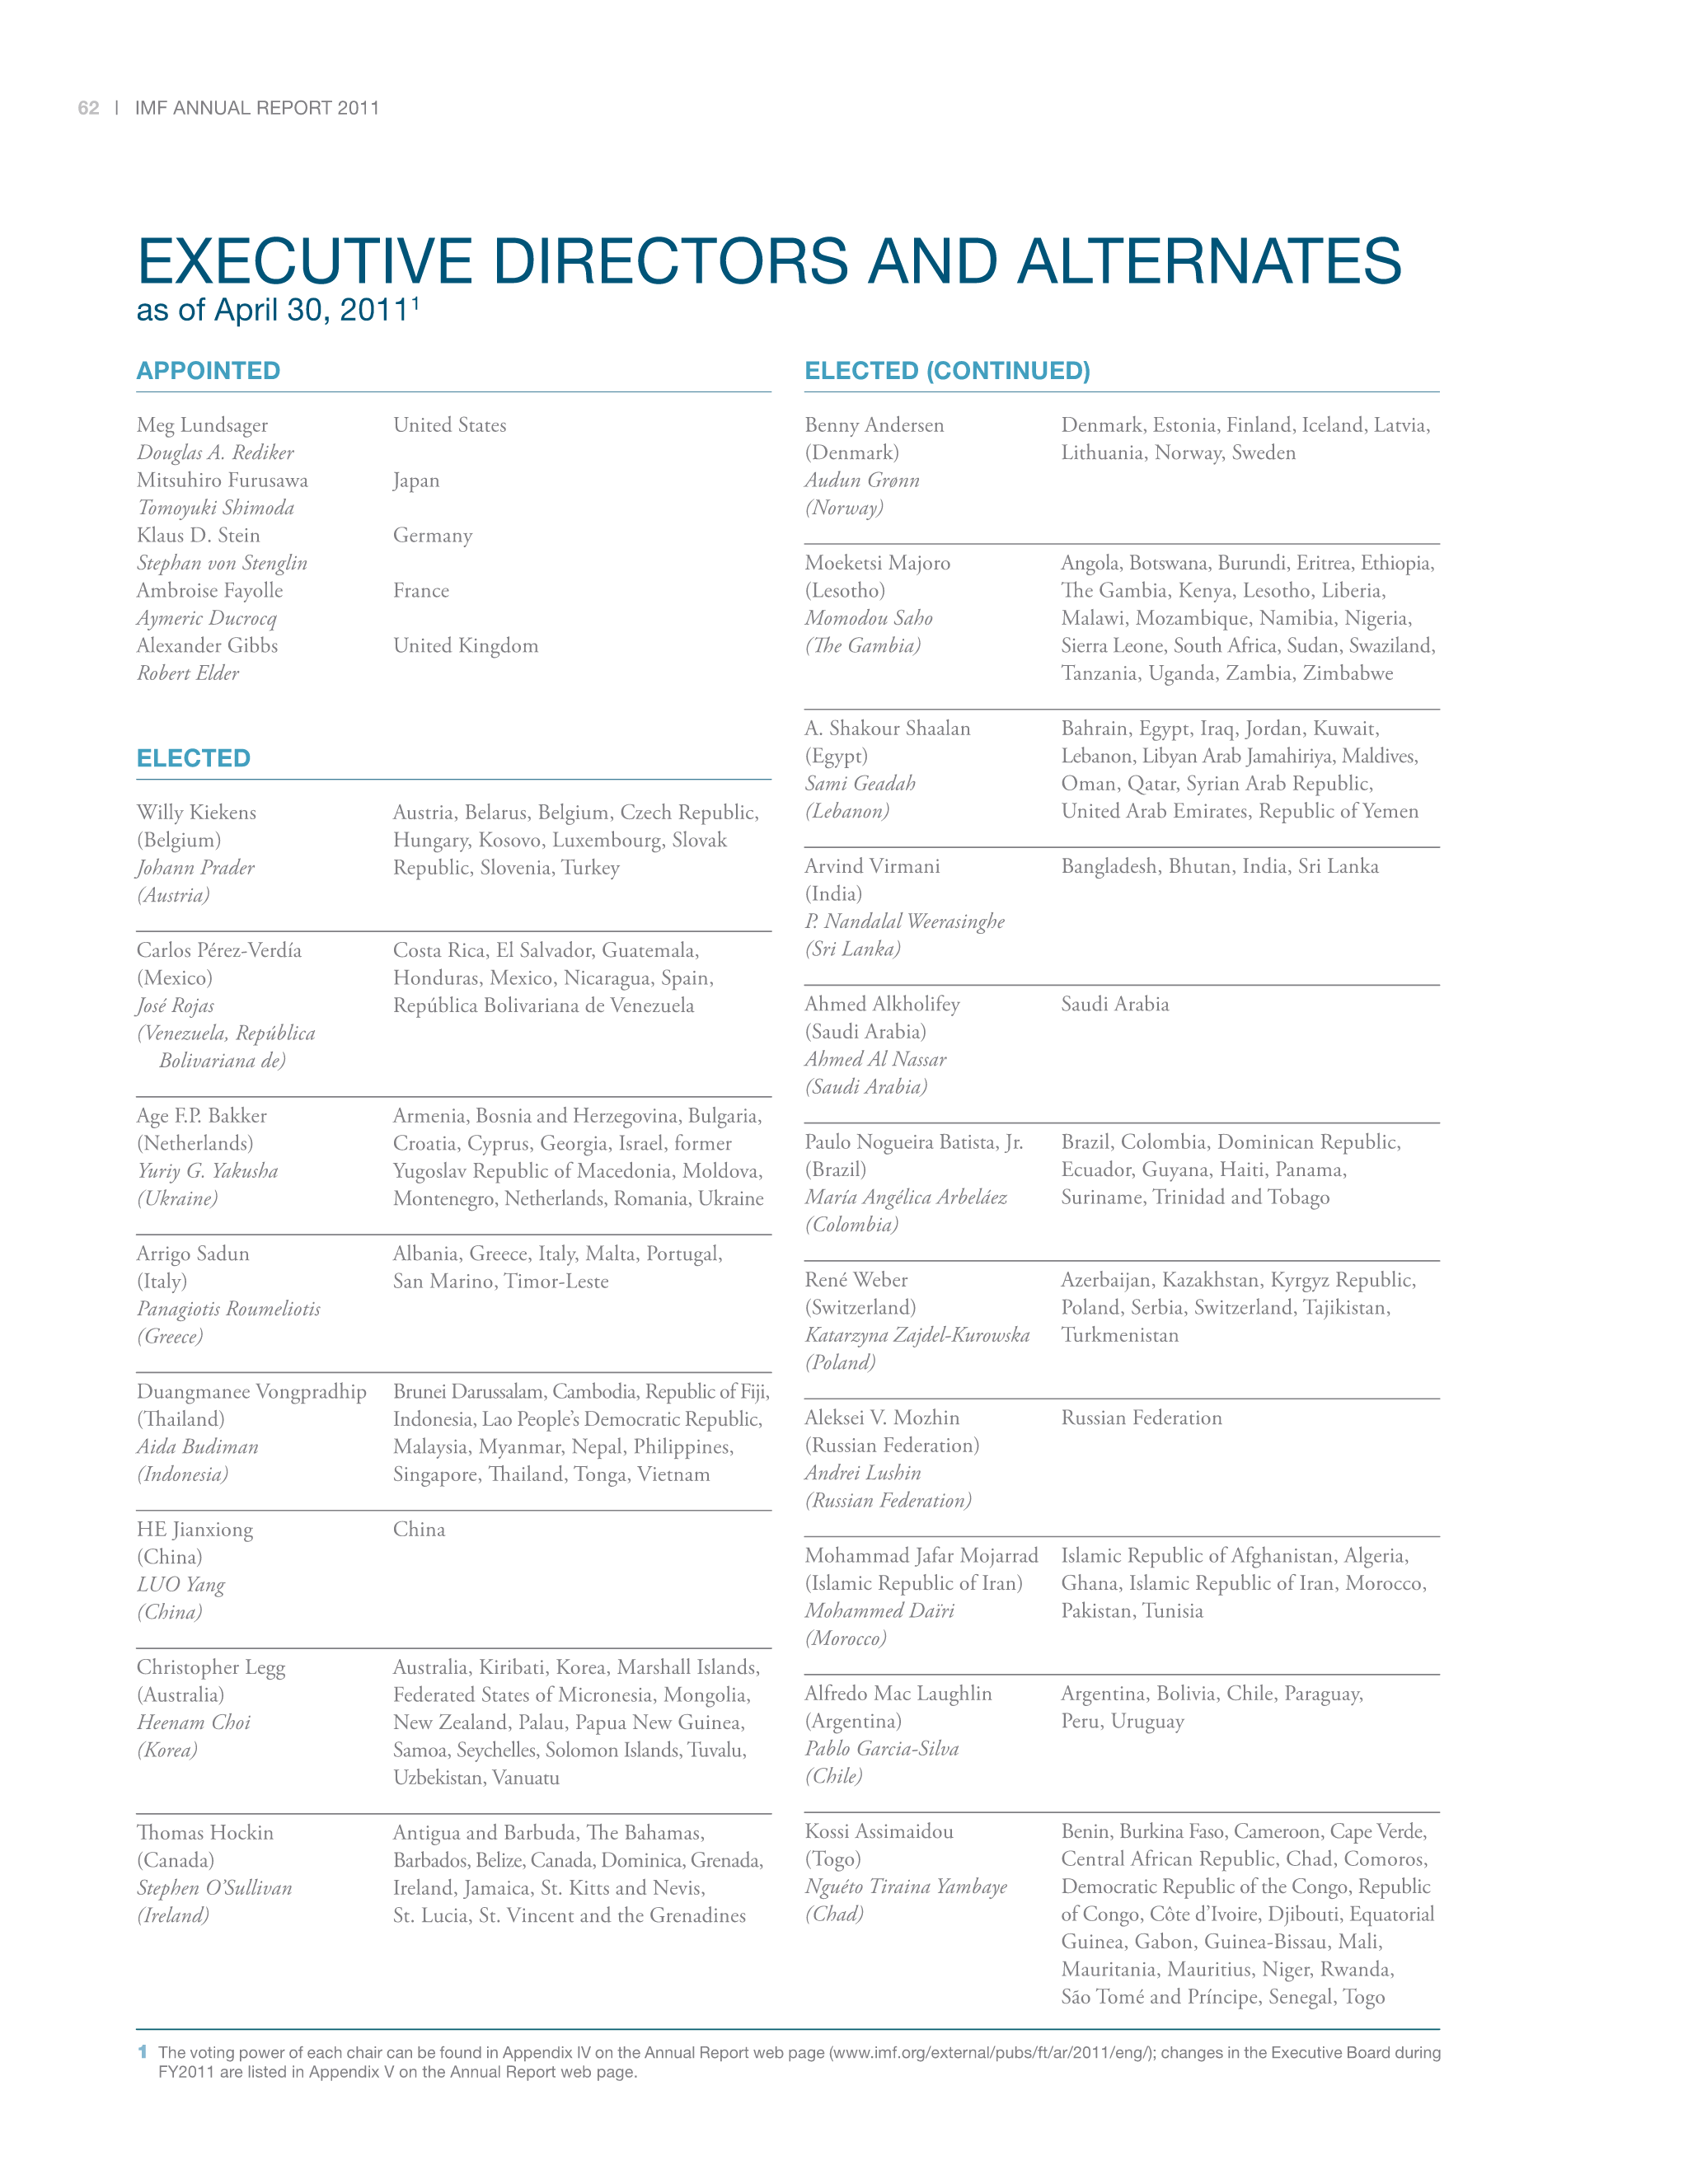 62 | IMF ANNUAL REPORT 2011
EXECUTIVE DIRECTORS AND ALTERNATES
as of April 30, 2011¹
APPOINTED
Meg Lundsager United States
Douglas A. Rediker
Mitsuhiro Furusawa Japan
Tomoyuki Shimoda
Klaus D. Stein Germany
Stephan von Stenglin
Ambroise Fayolle France
Aymeric Ducrocq
Alexander Gibbs United Kingdom
Robert Elder
ELECTED
Willy Kiekens Austria, Belarus, Belgium, Czech Republic,
(Belgium) Hungary, Kosovo, Luxembourg, Slovak
Johann Prader Republic, Slovenia, Turkey
(Austria)
Carlos Pérez-Verdía Costa Rica, El Salvador, Guatemala,
(Mexico) Honduras, Mexico, Nicaragua, Spain,
José Rojas República Bolivariana de Venezuela
(Venezuela, República
Bolivariana de)
Age F.P. Bakker Armenia, Bosnia and Herzegovina, Bulgaria,
(Netherlands) Croatia, Cyprus, Georgia, Israel, former
Yuriy G. Yakusha Yugoslav Republic of Macedonia, Moldova,
(Ukraine) Montenegro, Netherlands, Romania, Ukraine
Arrigo Sadun Albania, Greece, Italy, Malta, Portugal,
(Italy) San Marino, Timor-Leste
Panagiotis Roumeliotis
(Greece)
Duangmanee Vongpradhip Brunei Darussalam, Cambodia, Republic of Fiji,
(Thailand) Indonesia, Lao People’s Democratic Republic,
Aida Budiman Malaysia, Myanmar, Nepal, Philippines,
(Indonesia) Singapore, Thailand, Tonga, Vietnam
HE Jianxiong China
(China)
LUO Yang
(China)
Christopher Legg Australia, Kiribati, Korea, Marshall Islands,
(Australia) Federated States of Micronesia, Mongolia,
Heenam Choi New Zealand, Palau, Papua New Guinea,
(Korea) Samoa, Seychelles, Solomon Islands, Tuvalu,
Uzbekistan, Vanuatu
Thomas Hockin Antigua and Barbuda, The Bahamas,
(Canada) Barbados, Belize, Canada, Dominica, Grenada,
Stephen O’Sullivan Ireland, Jamaica, St. Kitts and Nevis,
(Ireland) St. Lucia, St. Vincent and the Grenadines
ELECTED (CONTINUED)
Benny Andersen Denmark, Estonia, Finland, Iceland, Latvia,
(Denmark) Lithuania, Norway, Sweden
Audun Grønn
(Norway)
Moeketsi Majoro Angola, Botswana, Burundi, Eritrea, Ethiopia,
(Lesotho) The Gambia, Kenya, Lesotho, Liberia,
Momodou Saho Malawi, Mozambique, Namibia, Nigeria,
(The Gambia) Sierra Leone, South Africa, Sudan, Swaziland,
Tanzania, Uganda, Zambia, Zimbabwe
A. Shakour Shaalan Bahrain, Egypt, Iraq, Jordan, Kuwait,
(Egypt) Lebanon, Libyan Arab Jamahiriya, Maldives,
Sami Geadah Oman, Qatar, Syrian Arab Republic,
(Lebanon) United Arab Emirates, Republic of Yemen
Arvind Virmani Bangladesh, Bhutan, India, Sri Lanka
(India)
P. Nandalal Weerasinghe
(Sri Lanka)
Ahmed Alkholifey Saudi Arabia
(Saudi Arabia)
Ahmed Al Nassar
(Saudi Arabia)
Paulo Nogueira Batista, Jr. Brazil, Colombia, Dominican Republic,
(Brazil) Ecuador, Guyana, Haiti, Panama,
María Angélica Arbeláez Suriname, Trinidad and Tobago
(Colombia)
René Weber Azerbaijan, Kazakhstan, Kyrgyz Republic,
(Switzerland) Poland, Serbia, Switzerland, Tajikistan,
Katarzyna Zajdel-Kurowska Turkmenistan
(Poland)
Aleksei V. Mozhin Russian Federation
(Russian Federation)
Andrei Lushin
(Russian Federation)
Mohammad Jafar Mojarrad Islamic Republic of Afghanistan, Algeria,
(Islamic Republic of Iran) Ghana, Islamic Republic of Iran, Morocco,
Mohammed Daïri Pakistan, Tunisia
(Morocco)
Alfredo Mac Laughlin Argentina, Bolivia, Chile, Paraguay,
(Argentina) Peru, Uruguay
Pablo Garcia-Silva
(Chile)
Kossi Assimaidou Benin, Burkina Faso, Cameroon, Cape Verde,
(Togo) Central African Republic, Chad, Comoros,
Nguéto Tiraina Yambaye Democratic Republic of the Congo, Republic
(Chad) of Congo, Côte d’Ivoire, Djibouti, Equatorial
Guinea, Gabon, Guinea-Bissau, Mali,
Mauritania, Mauritius, Niger, Rwanda,
São Tomé and Príncipe, Senegal, Togo
1 The voting power of each chair can be found in Appendix IV on the Annual Report web page (www.imf.org/external/pubs/ft/ar/2011/eng/); changes in the Executive Board during
FY2011 are listed in Appendix V on the Annual Report web page.